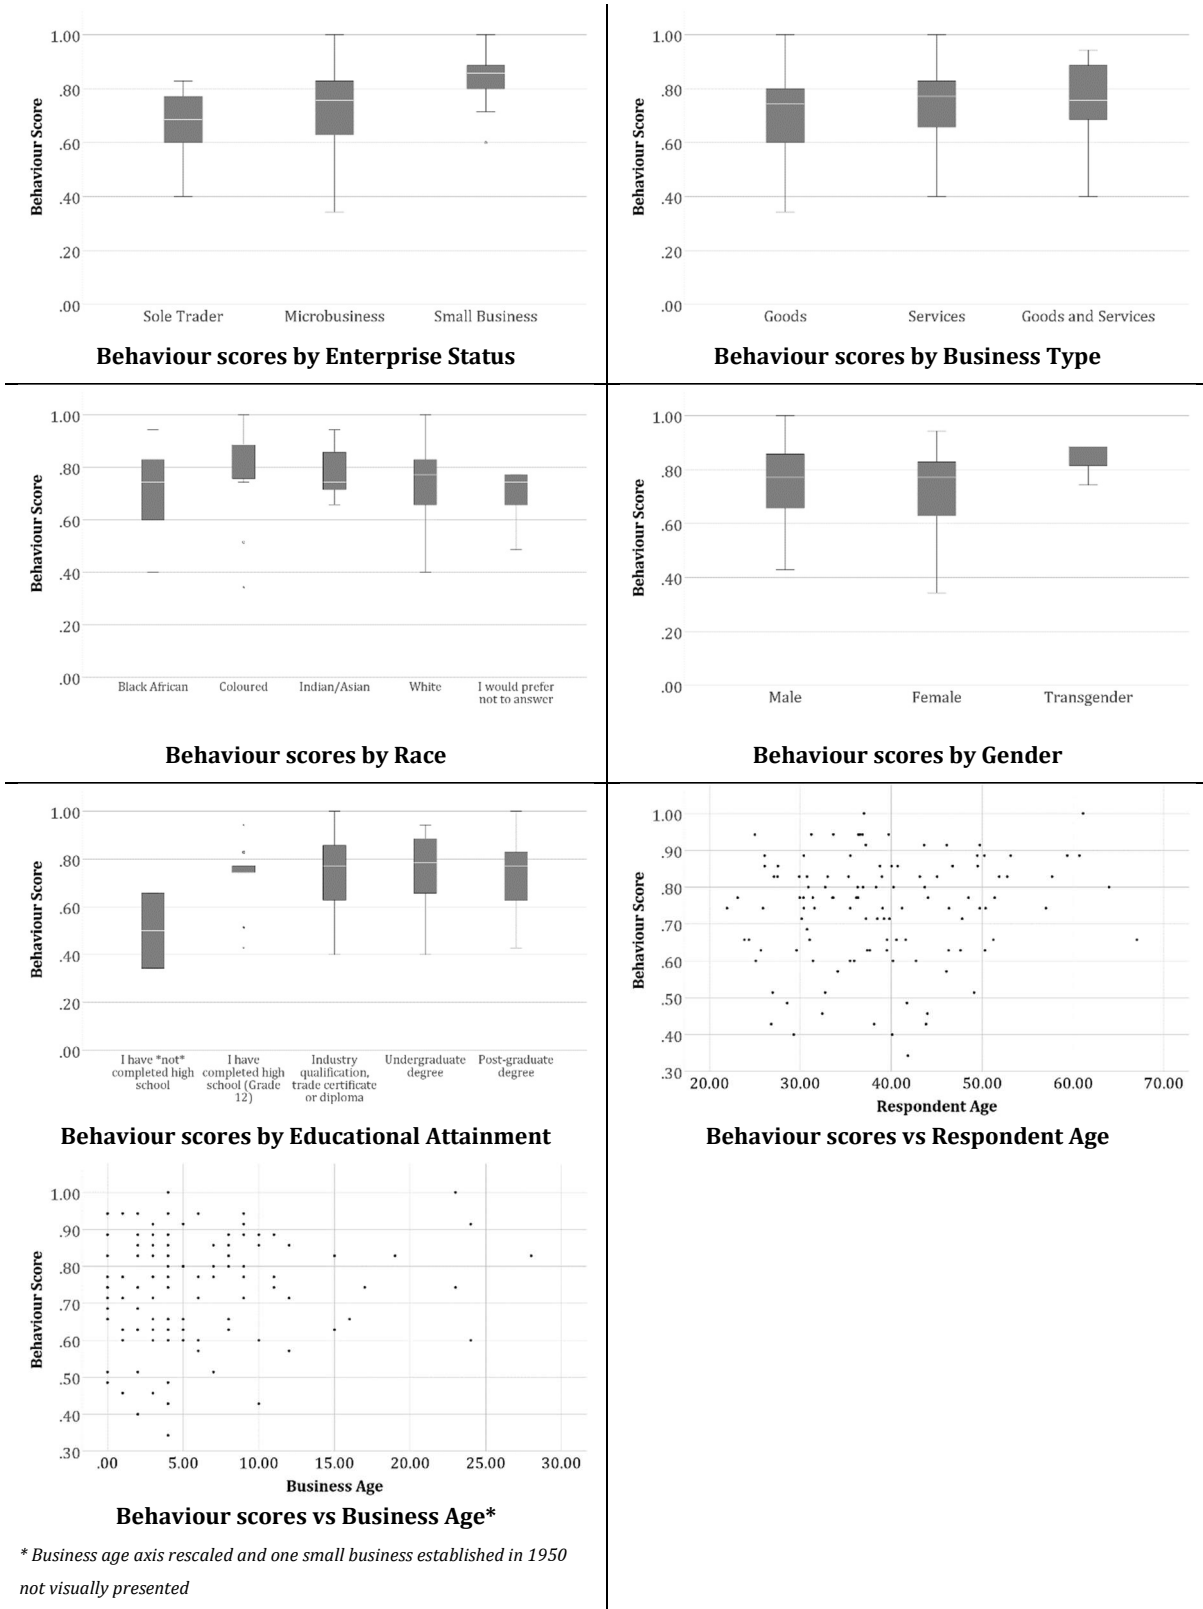 1.00
.80
.60
.40
.20
.00
Behaviour Score
Sole Trader Microbusiness Small Business
Behaviour scores by Enterprise Status
1.00
.80
.60
.40
.20
.00
Behaviour Score
Goods Services Goods and Services
Behaviour scores by Business Type
1.00
.80
.60
.40
.20
.00
Behaviour Score
Black African Coloured Indian/Asian White I would prefer
not to answer
Behaviour scores by Race
1.00
.80
.60
.40
.20
.00
Behaviour Score
Male Female Transgender
Behaviour scores by Gender
1.00
.80
.60
.40
.20
.00
Behaviour Score
I have *not* I have Industry Undergraduate Post-graduate
completed high completed high qualification, degree degree
school school (Grade trade certificate
12) or diploma
Behaviour scores by Educational Attainment
1.00
.90
.80
.70
.60
.50
.40
.30
Behaviour Score
20.00 30.00 40.00 50.00 60.00 70.00
Respondent Age
Behaviour scores vs Respondent Age
1.00
.90
.80
.70
.60
.50
.40
.30
Behaviour Score
.00 5.00 10.00 15.00 20.00 25.00 30.00
Business Age
Behaviour scores vs Business Age*
* Business age axis rescaled and one small business established in 1950
not visually presented